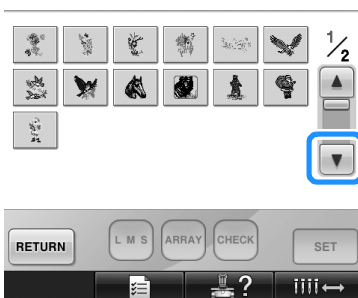 1/2
RETURN
L M S
ARRAY
CHECK
SET
?